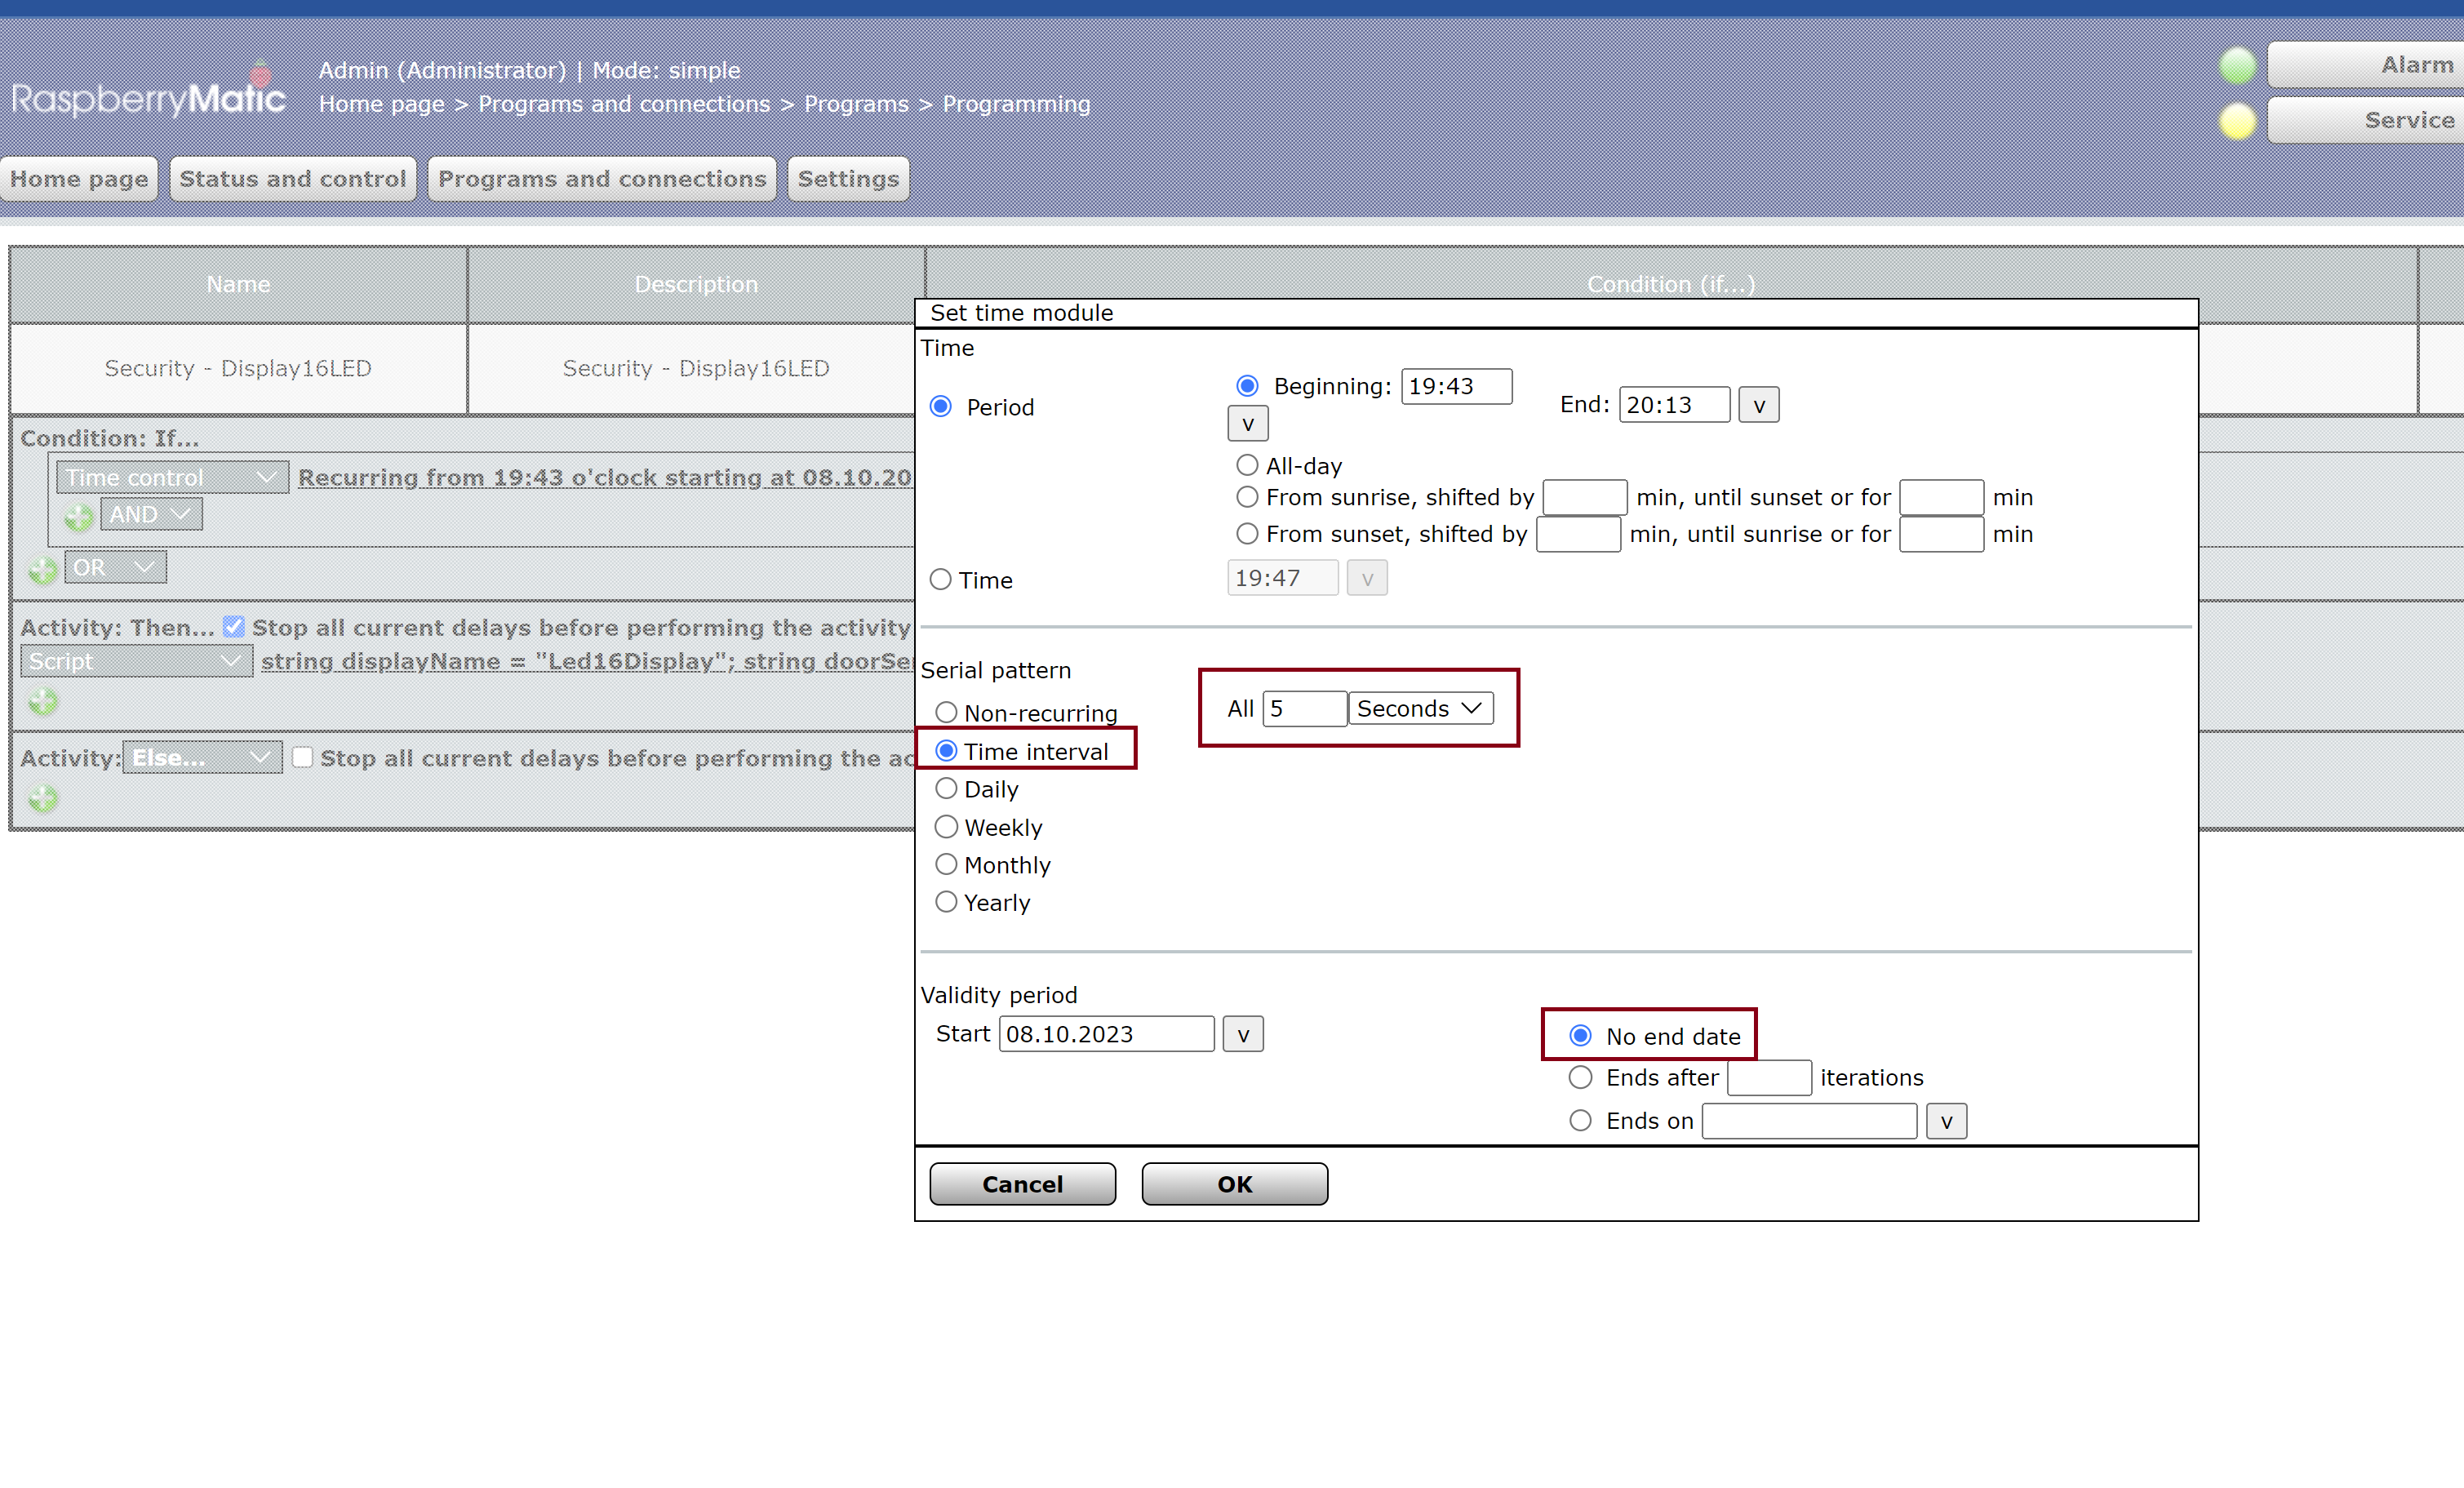 RaspberryMatic
Admin (Administrator) | Mode: simple
Home page > Programs and connections > Programs > Programming
Alarm
Service
Home page
Status and control
Programs and connections
Settings
Name
Description
Condition (if...)
Security - Display16LED
Security - Display16LED
Condition: If...
Time control
Recurring from 19:43 o'clock starting at 08.10.20
AND
OR
Activity: Then...
Stop all current delays before performing the activity
Script
string displayName = "Led16Display"; string doorSe
Activity:
Else...
Stop all current delays before performing the ac
Set time module
Time
Period
Beginning: 19:43
v
End: 20:13 v
All-day
From sunrise, shifted by min, until sunset or for min
From sunset, shifted by min, until sunrise or for min
Time
19:47 v
Serial pattern
Non-recurring
All 5 Seconds
Time interval
Daily
Weekly
Monthly
Yearly
Validity period
Start 08.10.2023 v
No end date
Ends after iterations
Ends on v
Cancel
OK